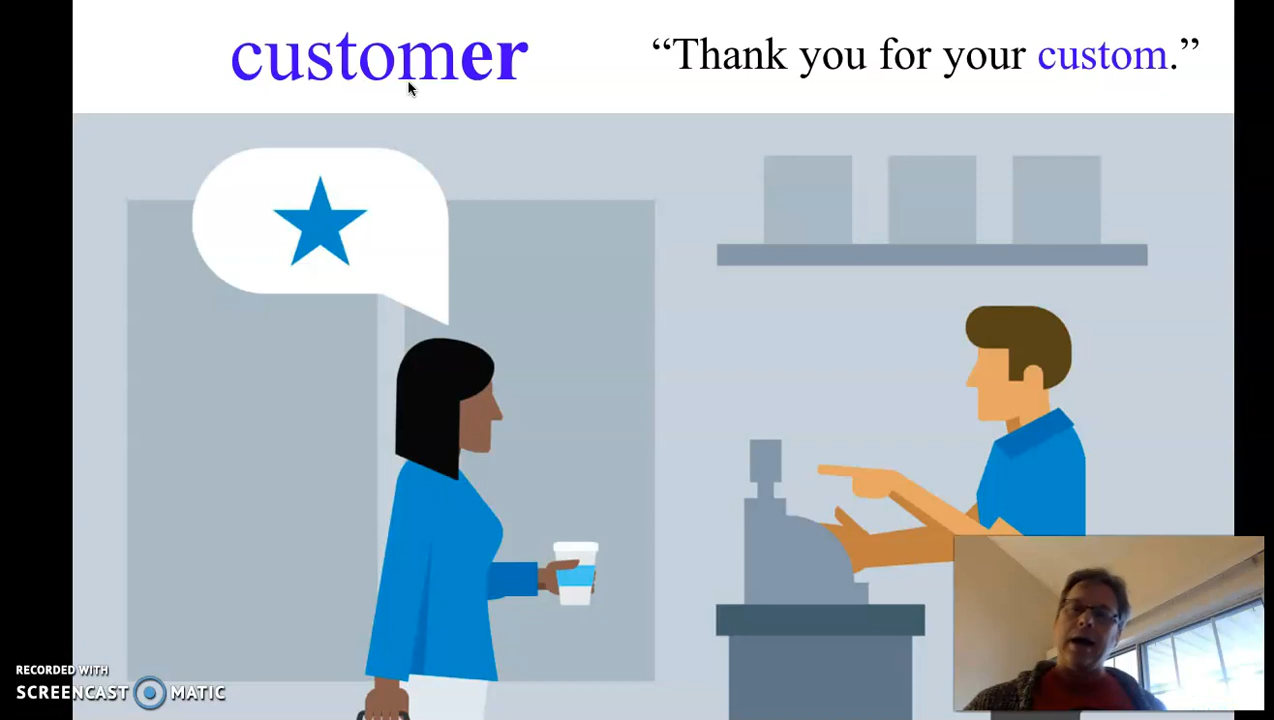 customer
“Thank you for your custom.”
RECORDED WITH
SCREENCAST MATIC